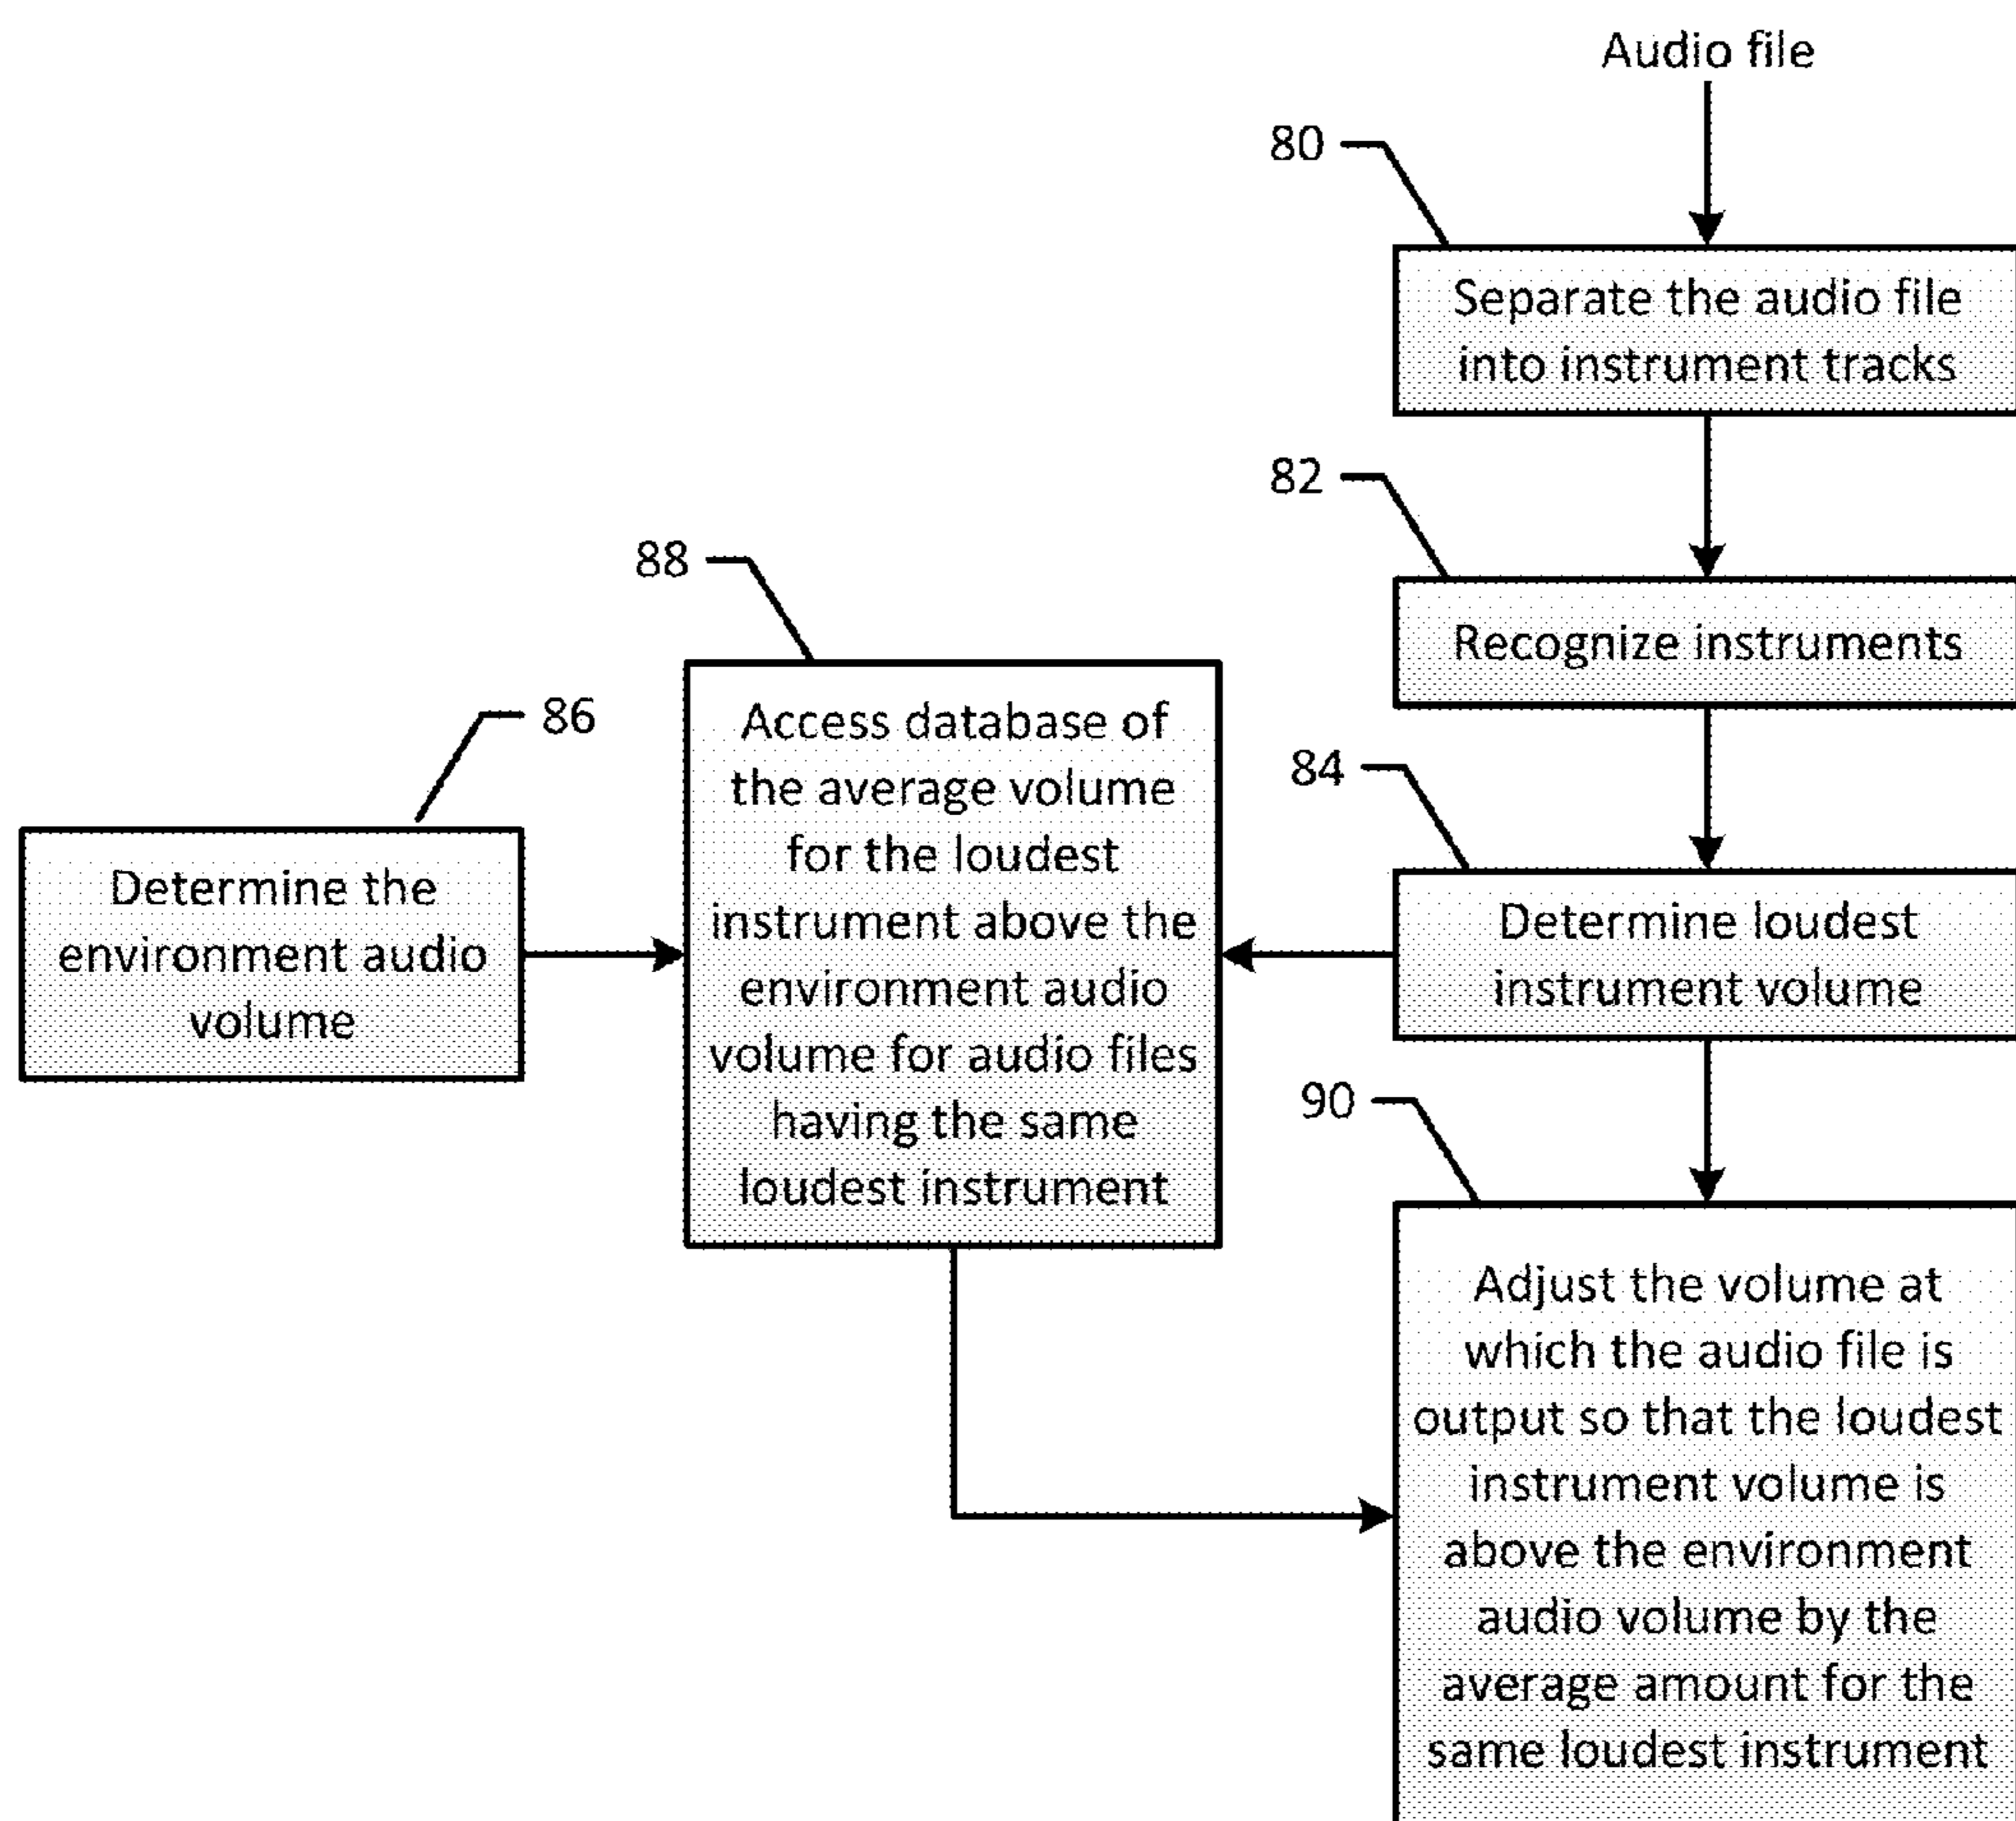 Audio file
80
Separate the audio file
into instrument tracks
82
Recognize instruments
88
Access database of
the average volume
for the loudest
instrument above the
environment audio
volume for audio files
having the same
loudest instrument
86
Determine the
environment audio
volume
84
Determine loudest
instrument volume
90
Adjust the volume at
which the audio file is
output so that the loudest
instrument volume is
above the environment
audio volume by the
average amount for the
same loudest instrument